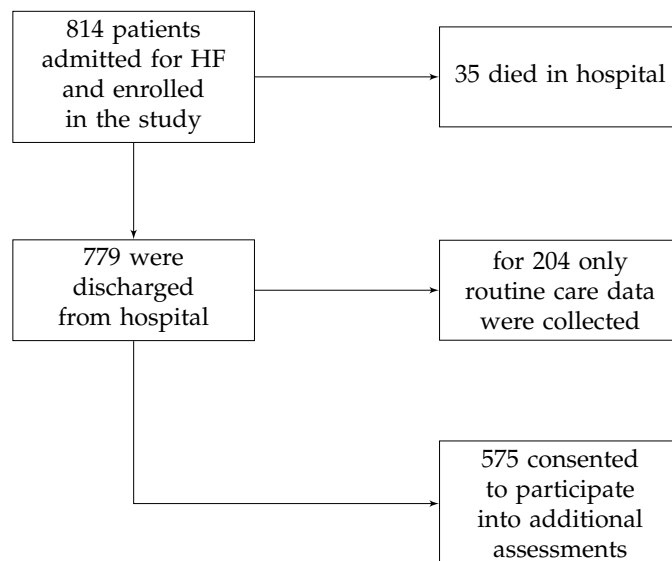 814 patients
admitted for HF
and enrolled
in the study
35 died in hospital
779 were
discharged
from hospital
for 204 only
routine care data
were collected
575 consented
to participate
into additional
assessments